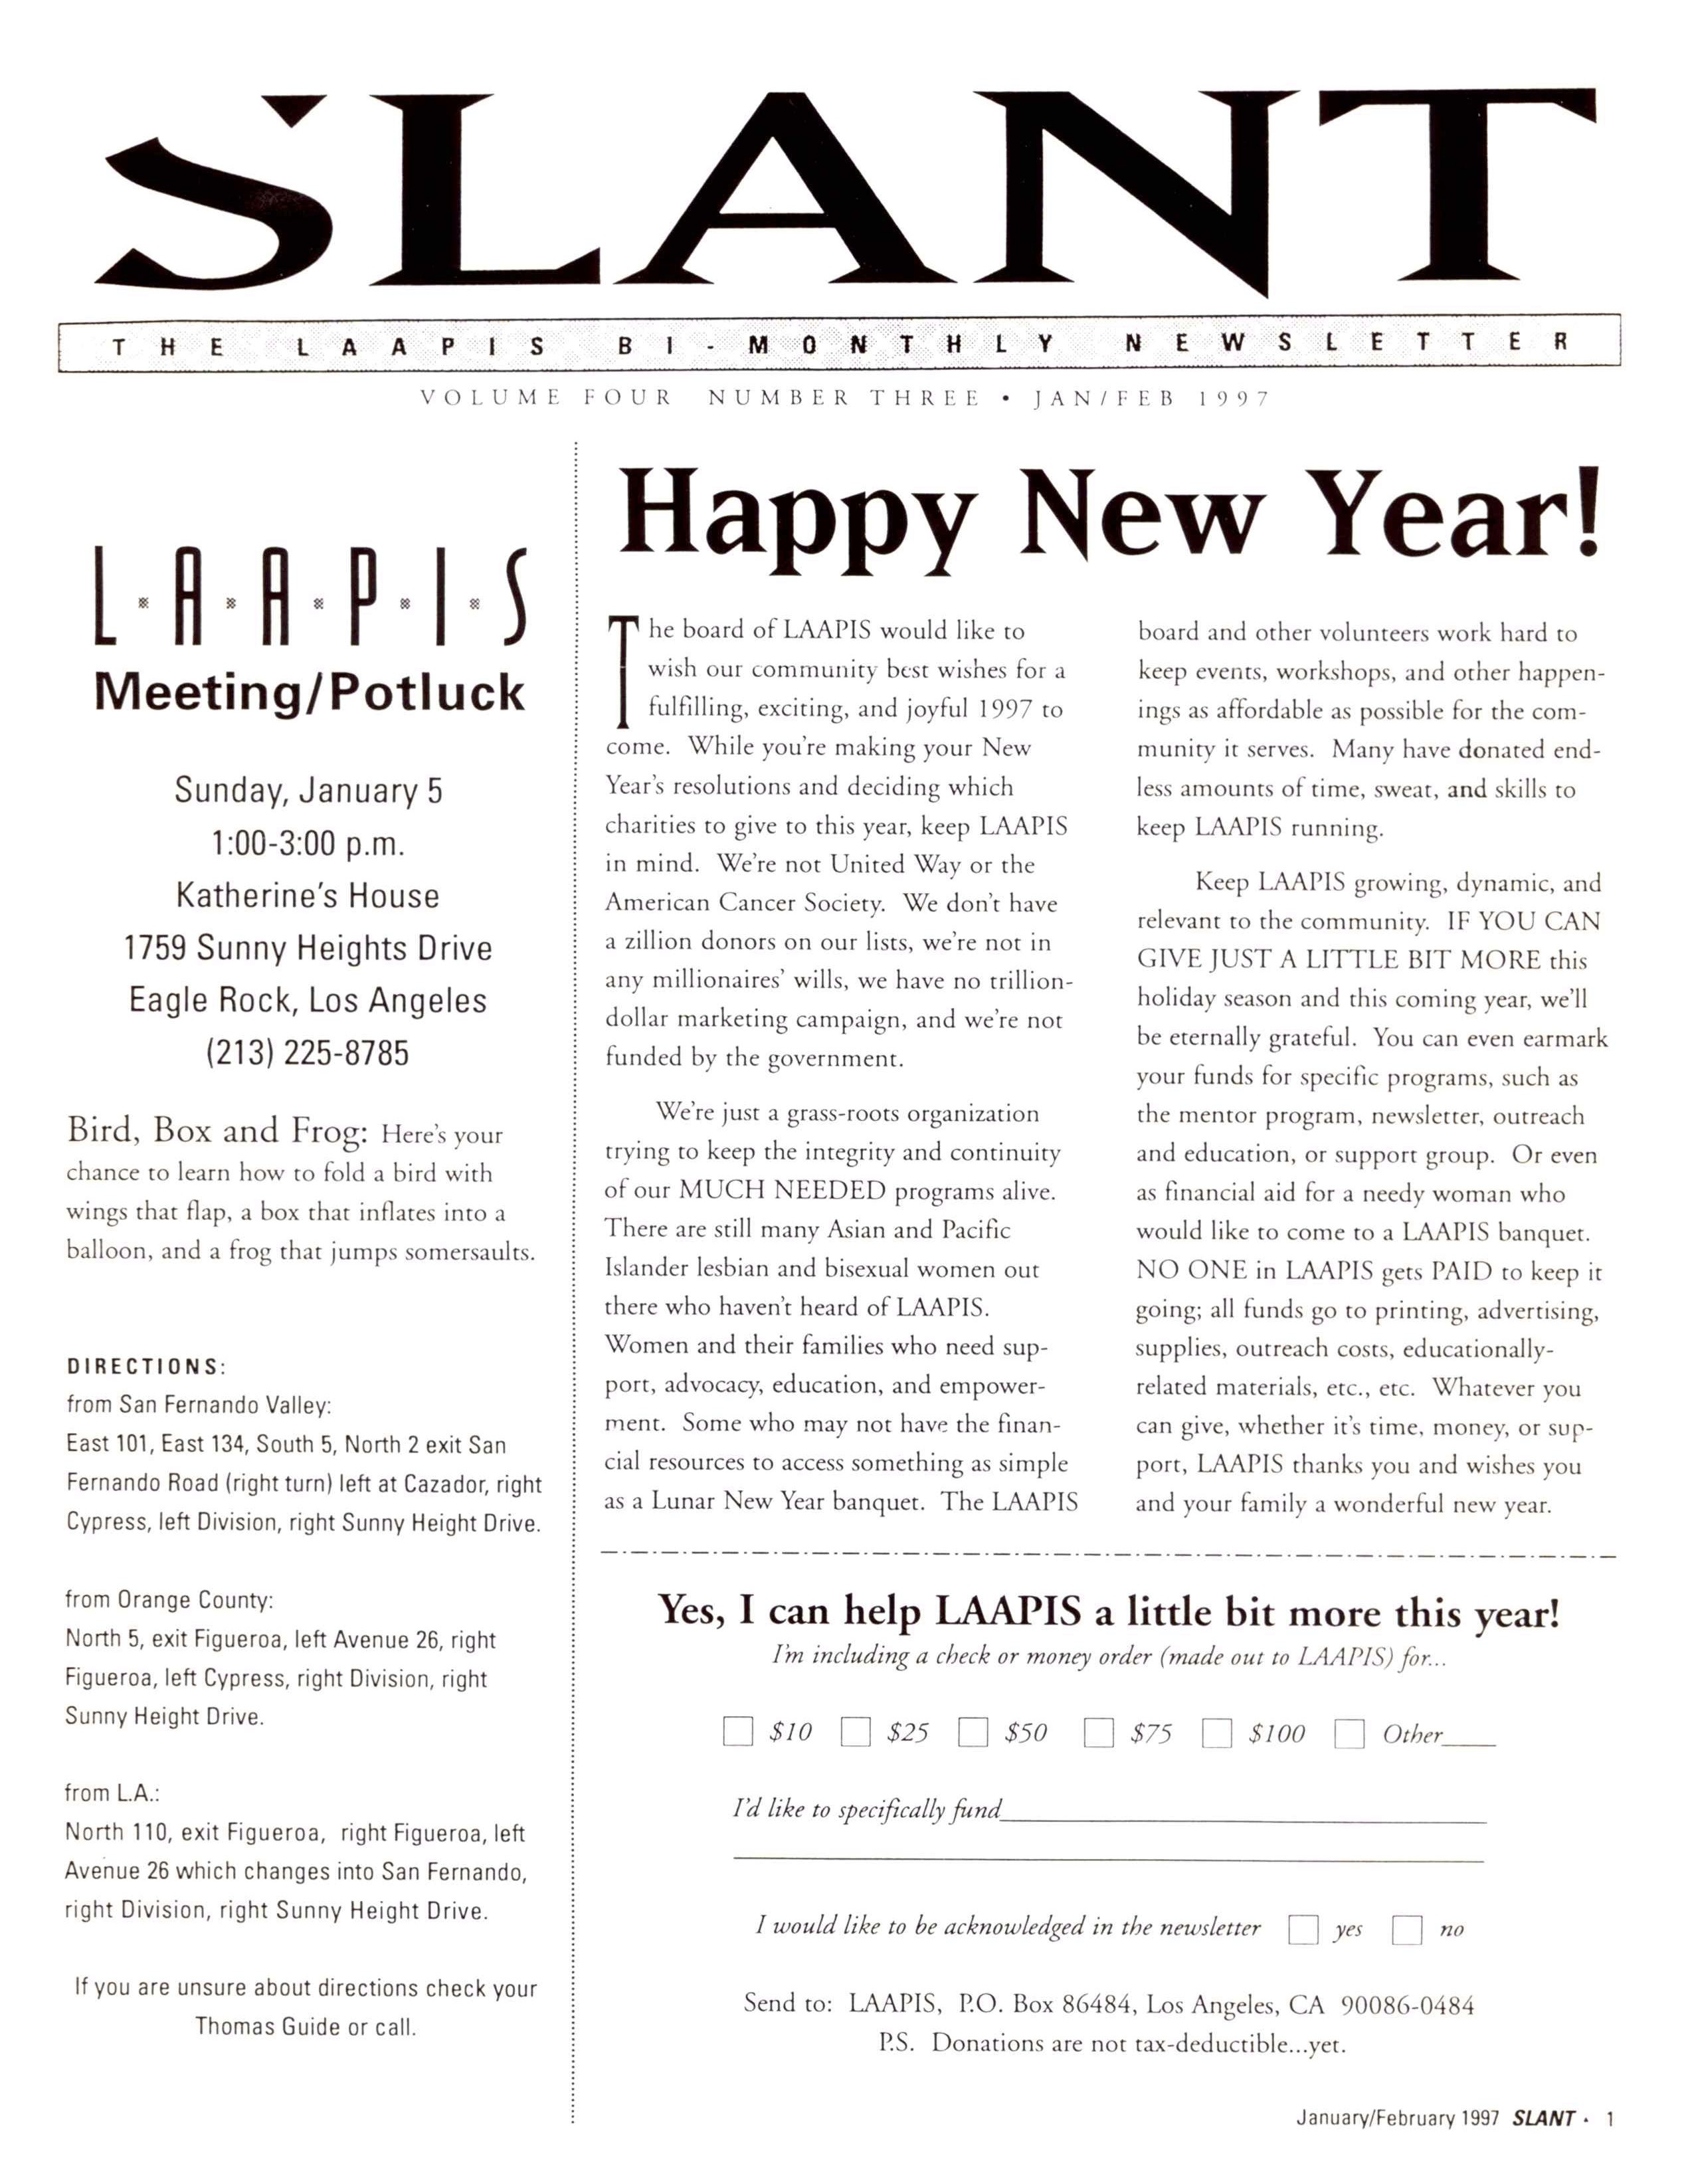 SLANT
THE LAAPIS BI-MONTHLY NEWSLETTER
VOLUME FOUR NUMBER THREE • JAN/FEB 1997
L·A·A·P·I·S
Meeting/Potluck
Sunday, January 5
1:00-3:00 p.m.
Katherine's House
1759 Sunny Heights Drive
Eagle Rock, Los Angeles
(213) 225-8785
Bird, Box and Frog: Here's your
chance to learn how to fold a bird with
wings that flap, a box that inflates into a
balloon, and a frog that jumps somersaults.
DIRECTIONS:
from San Fernando Valley:
East 101, East 134, South 5, North 2 exit San
Fernando Road (right turn) left at Cazador, right
Cypress, left Division, right Sunny Height Drive.
from Orange County:
North 5, exit Figueroa, left Avenue 26, right
Figueroa, left Cypress, right Division, right
Sunny Height Drive.
from L.A.:
North 110, exit Figueroa, right Figueroa, left
Avenue 26 which changes into San Fernando,
right Division, right Sunny Height Drive.
If you are unsure about directions check your
Thomas Guide or call.
Happy New Year!
The board of LAAPIS would like to
wish our community best wishes for a
fulfilling, exciting, and joyful 1997 to
come. While you're making your New
Year's resolutions and deciding which
charities to give to this year, keep LAAPIS
in mind. We're not United Way or the
American Cancer Society. We don't have
a zillion donors on our lists, we're not in
any millionaires' wills, we have no trillion-
dollar marketing campaign, and we're not
funded by the government.
We're just a grass-roots organization
trying to keep the integrity and continuity
of our MUCH NEEDED programs alive.
There are still many Asian and Pacific
Islander lesbian and bisexual women out
there who haven't heard of LAAPIS.
Women and their families who need sup-
port, advocacy, education, and empower-
ment. Some who may not have the finan-
cial resources to access something as simple
as a Lunar New Year banquet. The LAAPIS
board and other volunteers work hard to
keep events, workshops, and other happen-
ings as affordable as possible for the com-
munity it serves. Many have donated end-
less amounts of time, sweat, and skills to
keep LAAPIS running.
Keep LAAPIS growing, dynamic, and
relevant to the community. IF YOU CAN
GIVE JUST A LITTLE BIT MORE this
holiday season and this coming year, we'll
be eternally grateful. You can even earmark
your funds for specific programs, such as
the mentor program, newsletter, outreach
and education, or support group. Or even
as financial aid for a needy woman who
would like to come to a LAAPIS banquet.
NO ONE in LAAPIS gets PAID to keep it
going; all funds go to printing, advertising,
supplies, outreach costs, educationally-
related materials, etc., etc. Whatever you
can give, whether it's time, money, or sup-
port, LAAPIS thanks you and wishes you
and your family a wonderful new year.
Yes, I can help LAAPIS a little bit more this year!
I'm including a check or money order (made out to LAAPIS) for...
$10 $25 $50 $75 $100 Other____
I'd like to specifically fund____
I would like to be acknowledged in the newsletter yes no
Send to: LAAPIS, P.O. Box 86484, Los Angeles, CA 90086-0484
P.S. Donations are not tax-deductible...yet.
January/February 1997 SLANT · 1